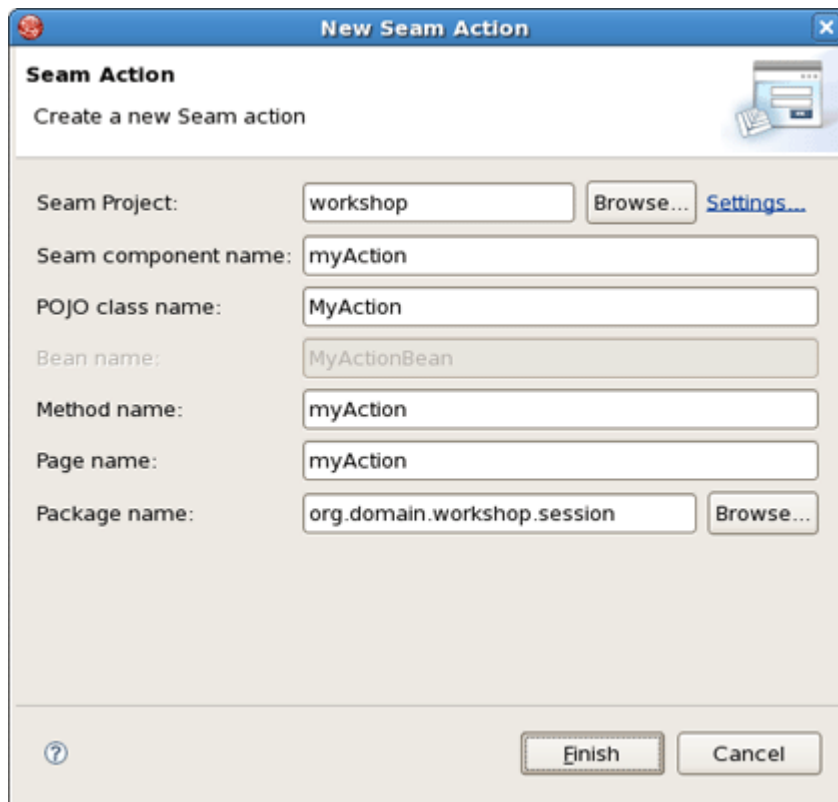 New Seam Action
Seam Action
Create a new Seam action
Seam Project: workshop Browse... Settings...
Seam component name: myAction
POJO class name: MyAction
Bean name: MyActionBean
Method name: myAction
Page name: myAction
Package name: org.domain.workshop.session Browse...
? Finish Cancel